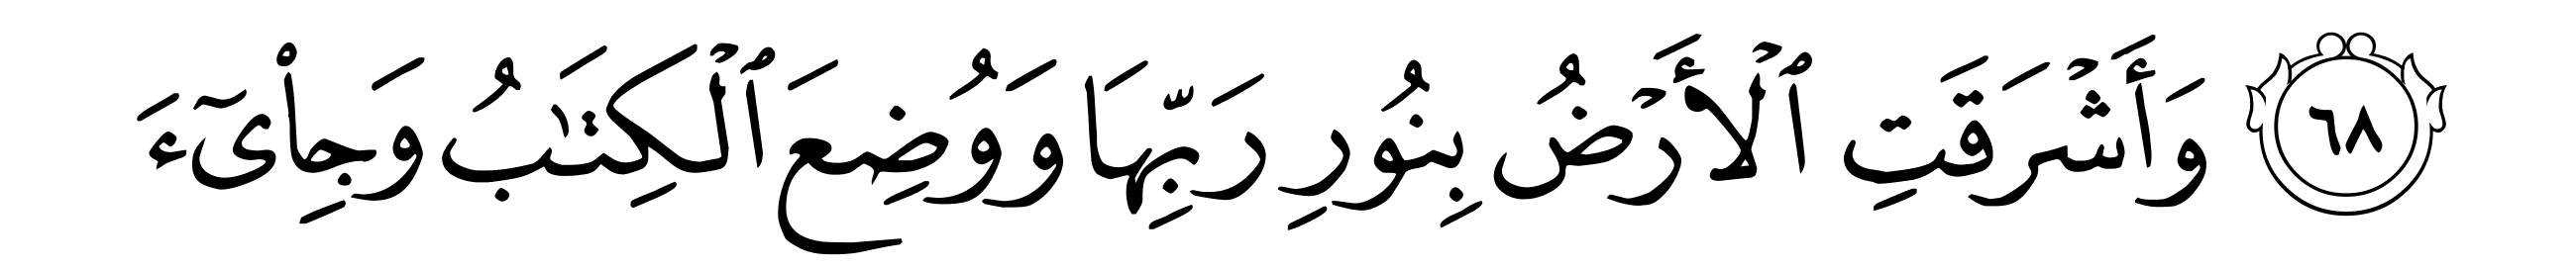 ٦٨ وَأَشْرَقَتِ ٱلْأَرْضُ بِنُورِ رَبِّهَا وَوُضِعَ ٱلْكِتَٰبُ وَجِا۟ىٓءَ